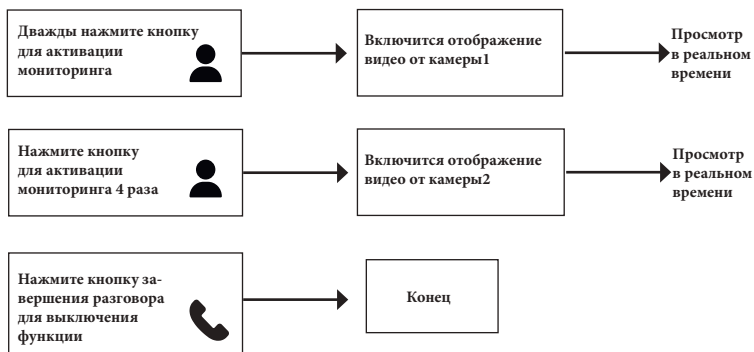 Дважды нажмите кнопку
для активации
мониторинга
Включится отображение
видео от камеры1
Просмотр
в реальном
времени
Нажмите кнопку
для активации
мониторинга 4 раза
Включится отображение
видео от камеры2
Просмотр
в реальном
времени
Нажмите кнопку за-
вершения разговора
для выключения
функции
Конец